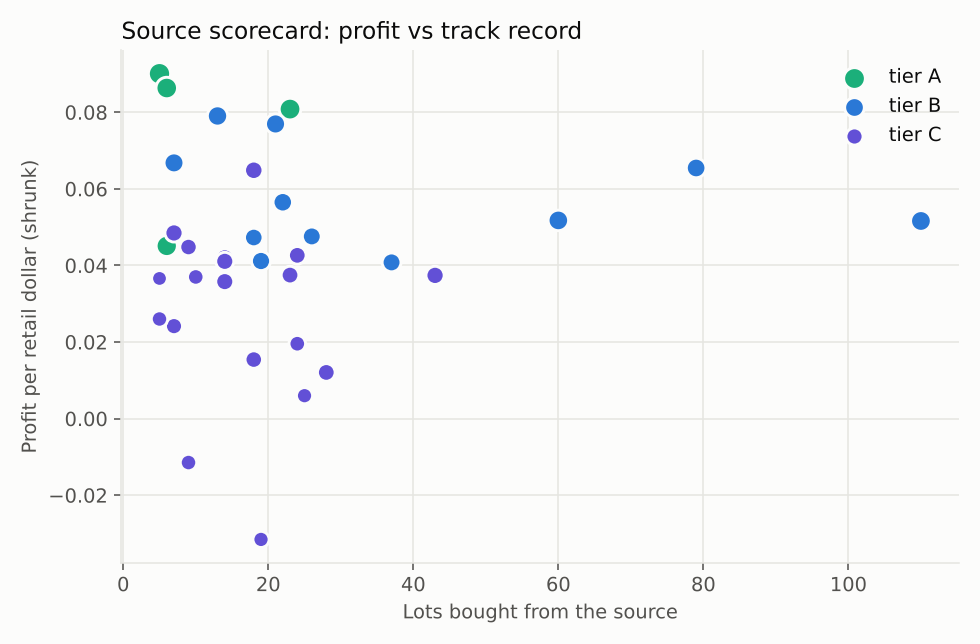 Source scorecard: profit vs track record
tier A
tier B
tier C
Profit per retail dollar (shrunk)
0.08
0.06
0.04
0.02
0.00
−0.02
0
20
40
60
80
100
Lots bought from the source